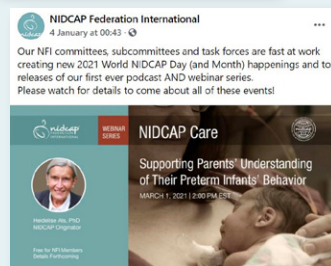 NIDCAP Federation International
4 January at 00:43
Our NFI committees, subcommittees and task forces are fast at work
creating new 2021 World NIDCAP Day (and Month) happenings and to
releases of our first ever podcast AND webinar series.
Please watch for details to come about all of these events!
nidcap
WEBINAR
SERIES
NIDCAP Care
Supporting Parents' Understanding
of Their Preterm Infants' Behavior
MARCH 1, 2021 | 2:00 PM EST
Heidelise Als, PhD
NIDCAP Originator
Free for NFI Members
Details Forthcoming